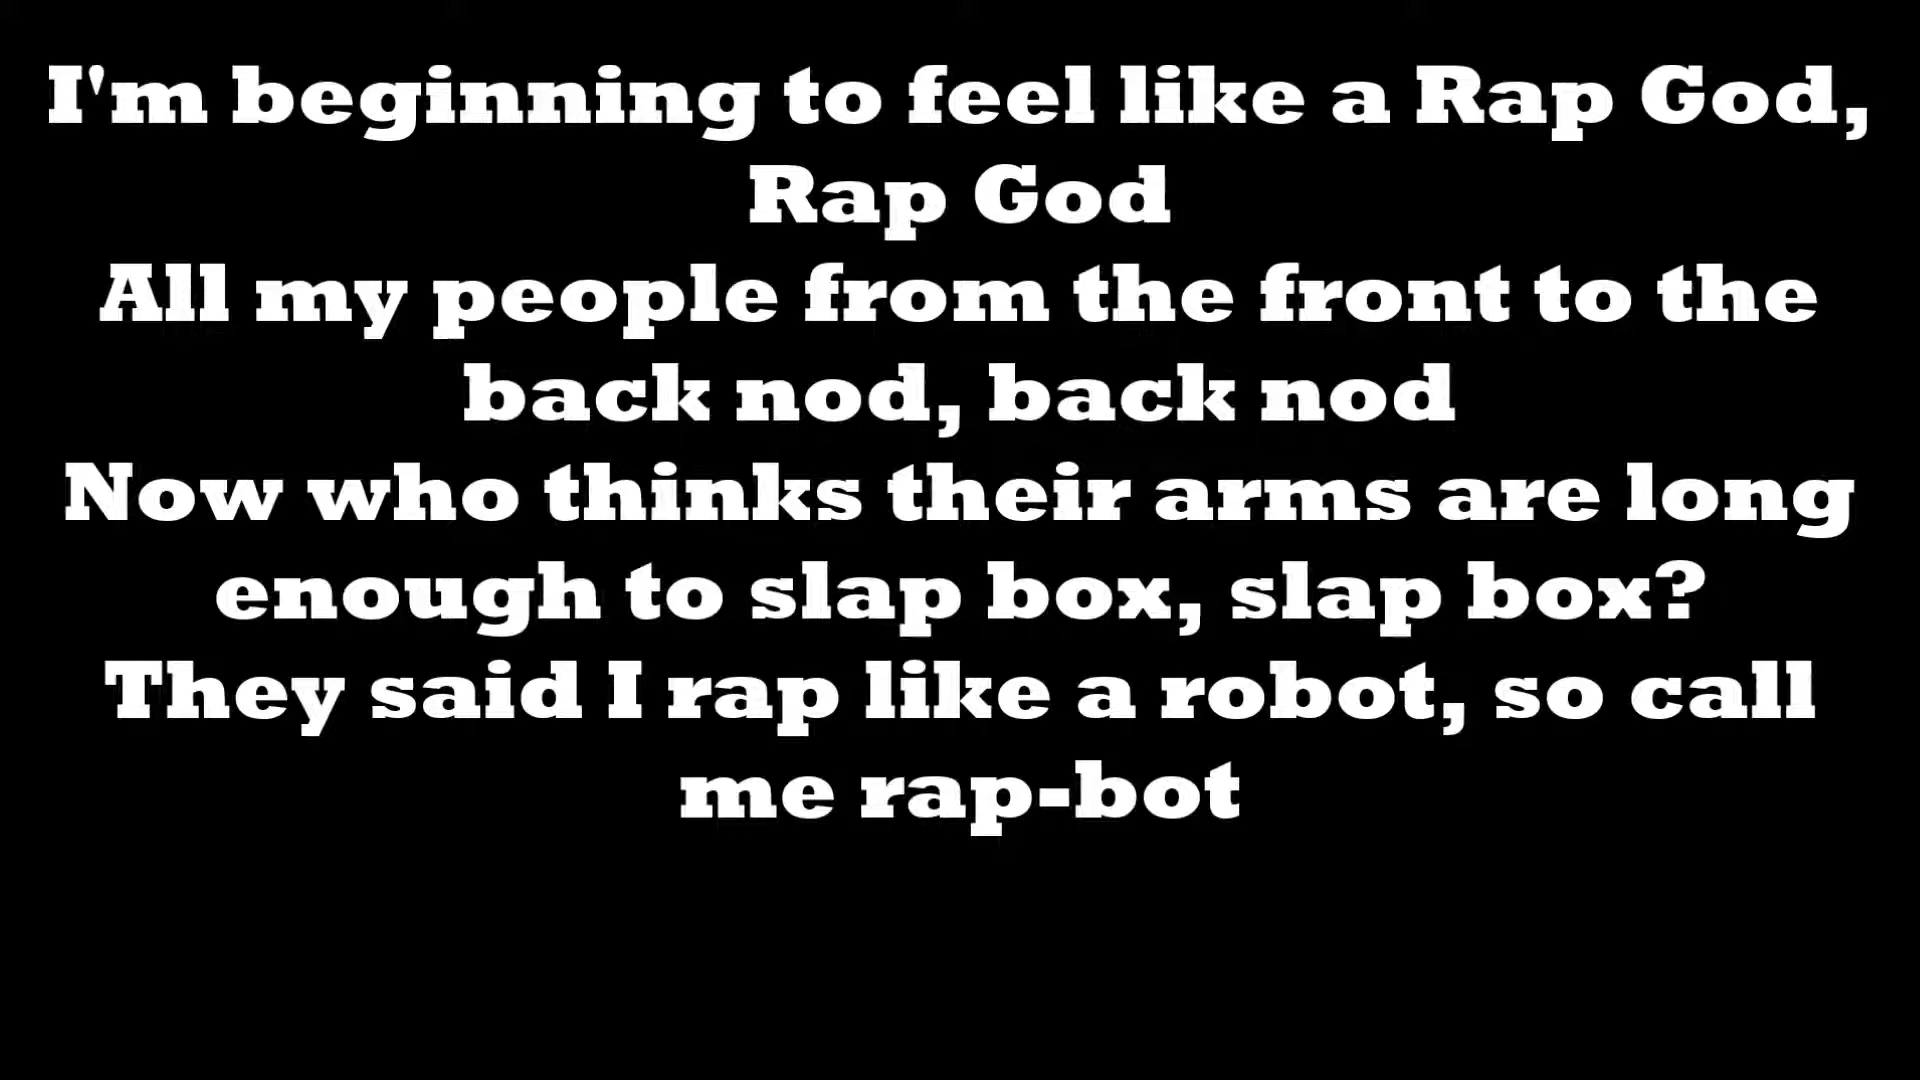 I'm beginning to feel like a Rap God,
Rap God
All my people from the front to the
back nod, back nod
Now who thinks their arms are long
enough to slap box, slap box?
They said I rap like a robot, so call
me rap-bot